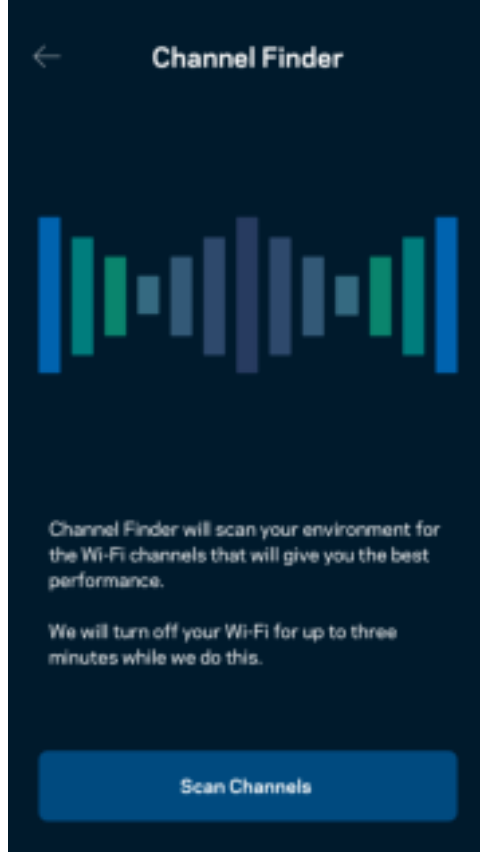 Channel Finder
Channel Finder will scan your environment for
the Wi-Fi channels that will give you the best
performance.
We will turn off your Wi-Fi for up to three
minutes while we do this.
Scan Channels